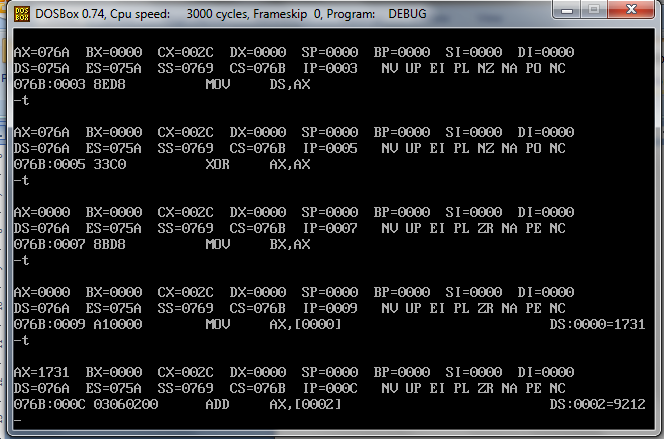 DOSBox 0.74, Cpu speed: 3000 cycles, Frameskip 0, Program: DEBUG
AX=076A BX=0000 CX=002C DX=0000 SP=0000 BP=0000 SI=0000 DI=0000
DS=075A ES=075A SS=0769 CS=076B IP=0003 NV UP EI PL NZ NA PO NC
076B:0003 8ED8 MOV DS,AX
-t
AX=076A BX=0000 CX=002C DX=0000 SP=0000 BP=0000 SI=0000 DI=0000
DS=076A ES=075A SS=0769 CS=076B IP=0005 NV UP EI PL NZ NA PO NC
076B:0005 33C0 XOR AX,AX
-t
AX=0000 BX=0000 CX=002C DX=0000 SP=0000 BP=0000 SI=0000 DI=0000
DS=076A ES=075A SS=0769 CS=076B IP=0007 NV UP EI PL ZR NA PE NC
076B:0007 8BD8 MOV BX,AX
-t
AX=0000 BX=0000 CX=002C DX=0000 SP=0000 BP=0000 SI=0000 DI=0000
DS=076A ES=075A SS=0769 CS=076B IP=0009 NV UP EI PL ZR NA PE NC
076B:0009 A10000 MOV AX,[0000] DS:0000=1731
-t
AX=1731 BX=0000 CX=002C DX=0000 SP=0000 BP=0000 SI=0000 DI=0000
DS=076A ES=075A SS=0769 CS=076B IP=000C NV UP EI PL ZR NA PE NC
076B:000C 03060200 ADD AX,[0002] DS:0002=9212
-